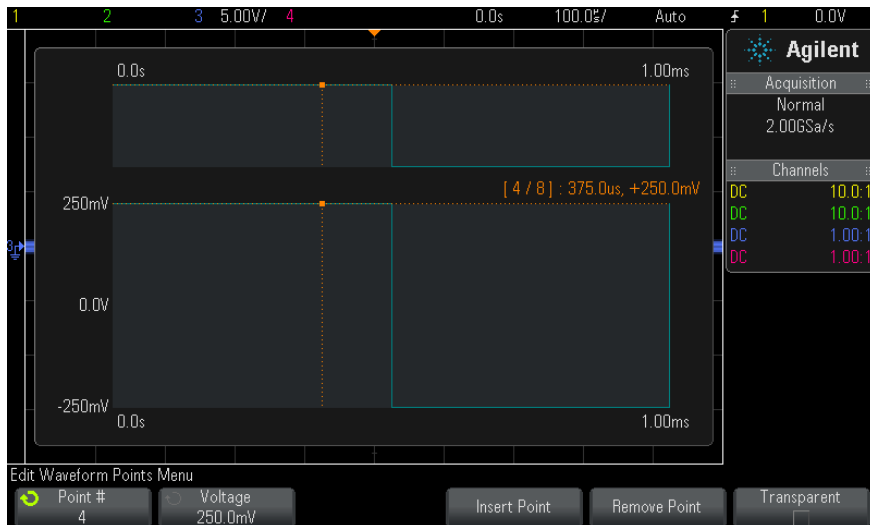 1 2 3 5.00V/ 4 0.0s 100.0㎲/ Auto 1 0.0V
Agilent
Acquisition
Normal
2.00GSa/s
Channels
DC 10.0:1
DC 10.0:1
DC 1.00:1
DC 1.00:1
0.0s 1.00ms
[ 4 / 8 ] : 375.0us, +250.0mV
250mV
0.0V
-250mV
0.0s 1.00ms
3
Edit Waveform Points Menu
Point # Voltage Insert Point Remove Point Transparent
4 250.0mV